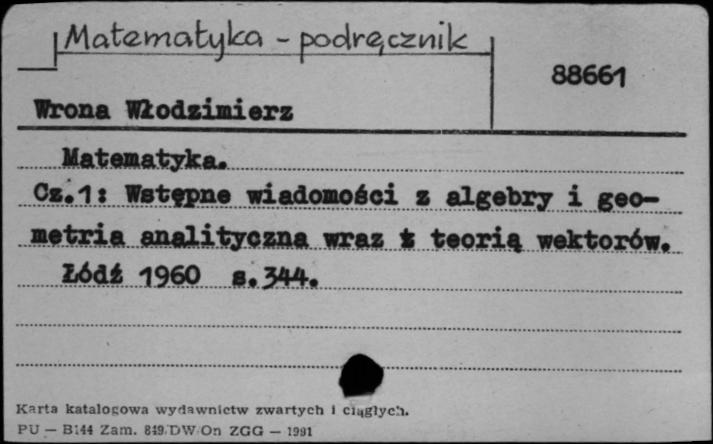 Matematyka - podręcznik
88661
Wrona Włodzimierz
Matematyka.
Cz.1: Wstępne wiadomości z algebry i geo-
metria analityczna wraz z teorią wektorów.
Łódź 1960 s.344.
Karta katalogowa wydawnictw zwartych i ciągłych.
PU — B144 Zam. 849/DW/On ZGG — 1991